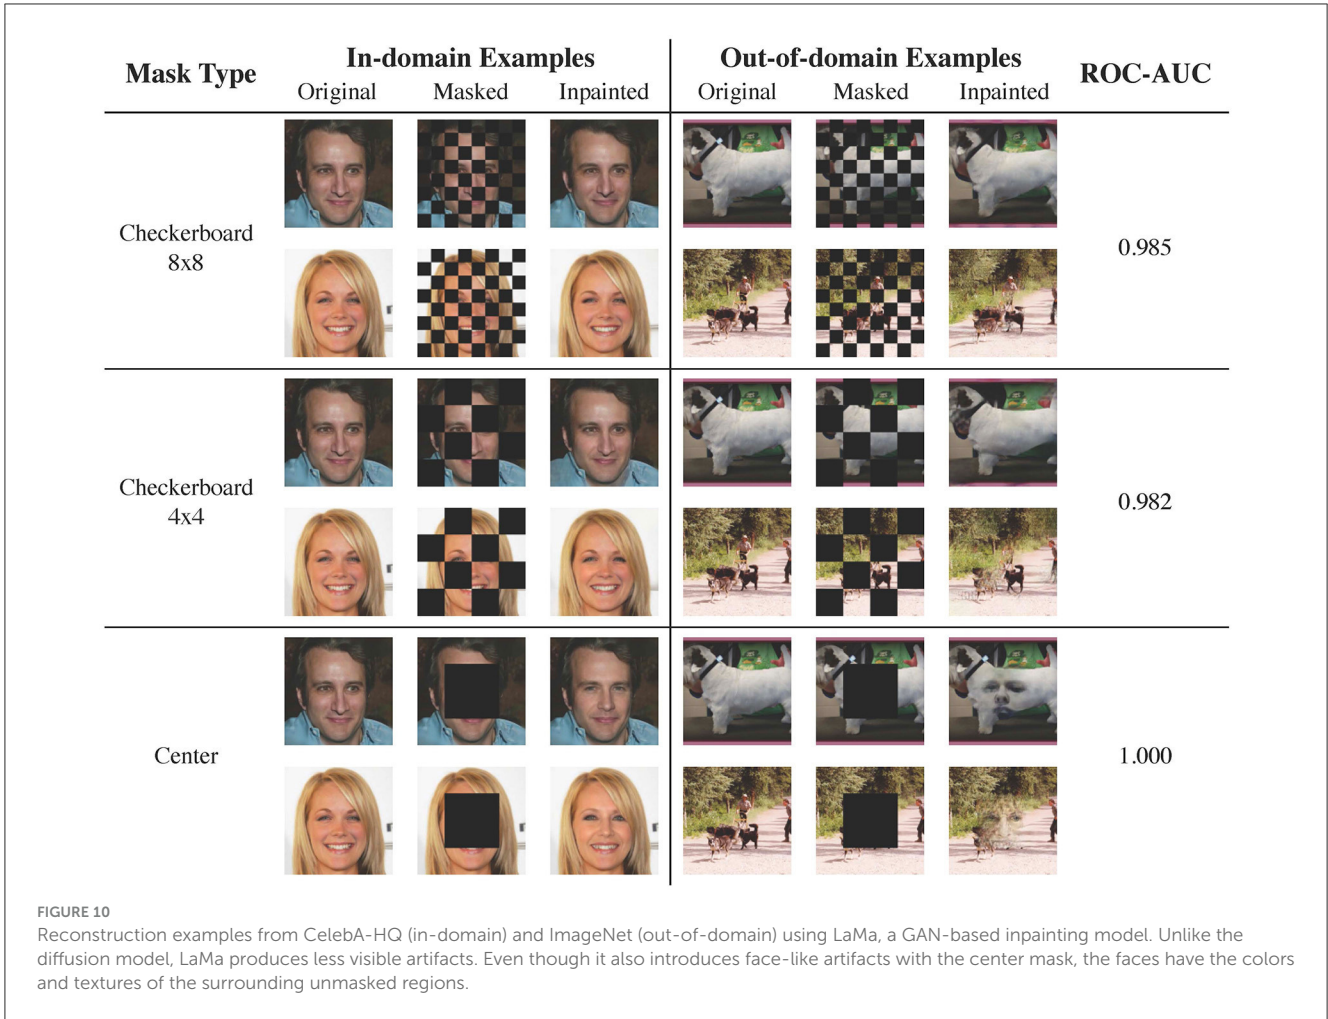 Mask Type
In-domain Examples
Original Masked Inpainted
Out-of-domain Examples
Original Masked Inpainted
ROC-AUC
Checkerboard
8x8
0.985
Checkerboard
4x4
0.982
Center
1.000
FIGURE 10
Reconstruction examples from CelebA-HQ (in-domain) and ImageNet (out-of-domain) using LaMa, a GAN-based inpainting model. Unlike the
diffusion model, LaMa produces less visible artifacts. Even though it also introduces face-like artifacts with the center mask, the faces have the colors
and textures of the surrounding unmasked regions.